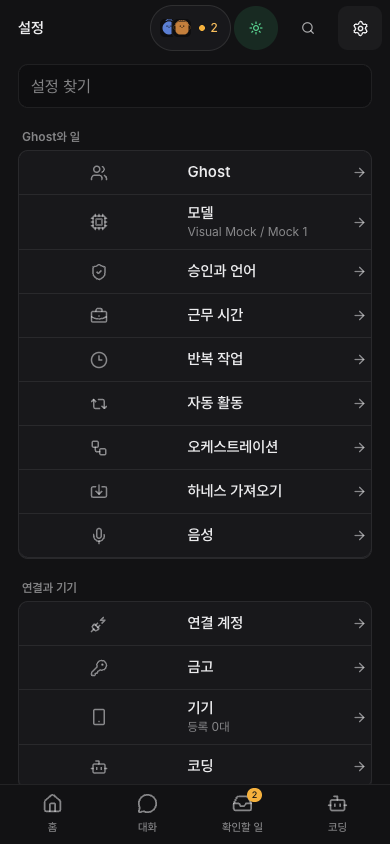 설정
2
설정 찾기
Ghost와 일
Ghost
모델
Visual Mock / Mock 1
승인과 언어
근무 시간
반복 작업
자동 활동
오케스트레이션
하네스 가져오기
음성
연결과 기기
연결 계정
금고
기기
등록 0대
코딩
2
홈
대화
확인할 일
코딩